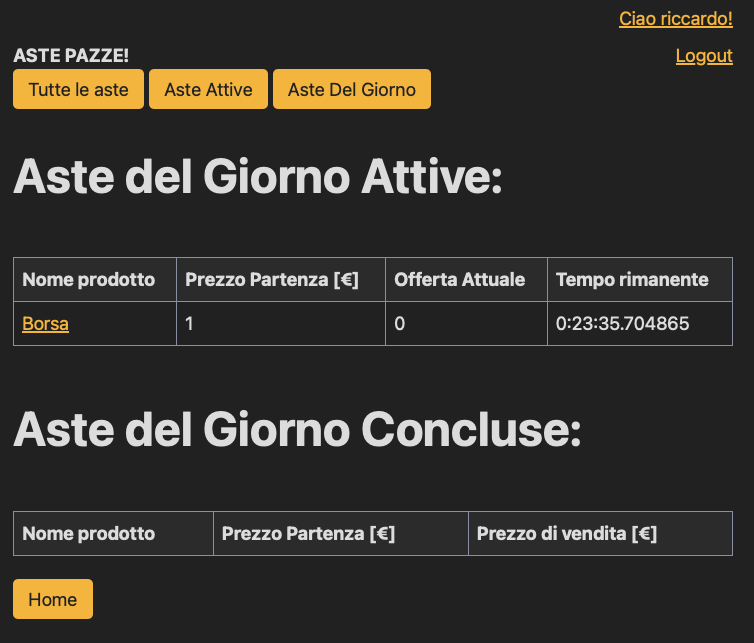 Ciao riccardo!
ASTE PAZZE! Logout
Tutte le aste Aste Attive Aste Del Giorno
Aste del Giorno Attive:
Nome prodotto Prezzo Partenza [€] Offerta Attuale Tempo rimanente
Borsa 1 0 0:23:35.704865
Aste del Giorno Concluse:
Nome prodotto Prezzo Partenza [€] Prezzo di vendita [€]
Home